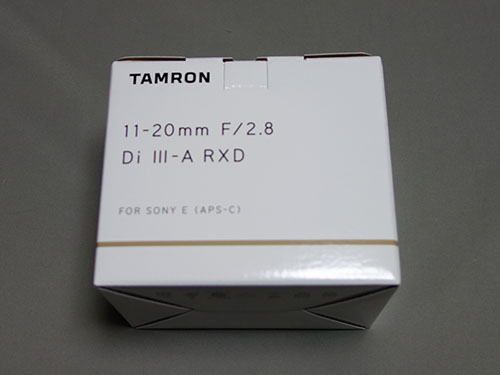 TAMRON
11-20mm F/2.8
Di III-A RXD
FOR SONY E (APS-C)